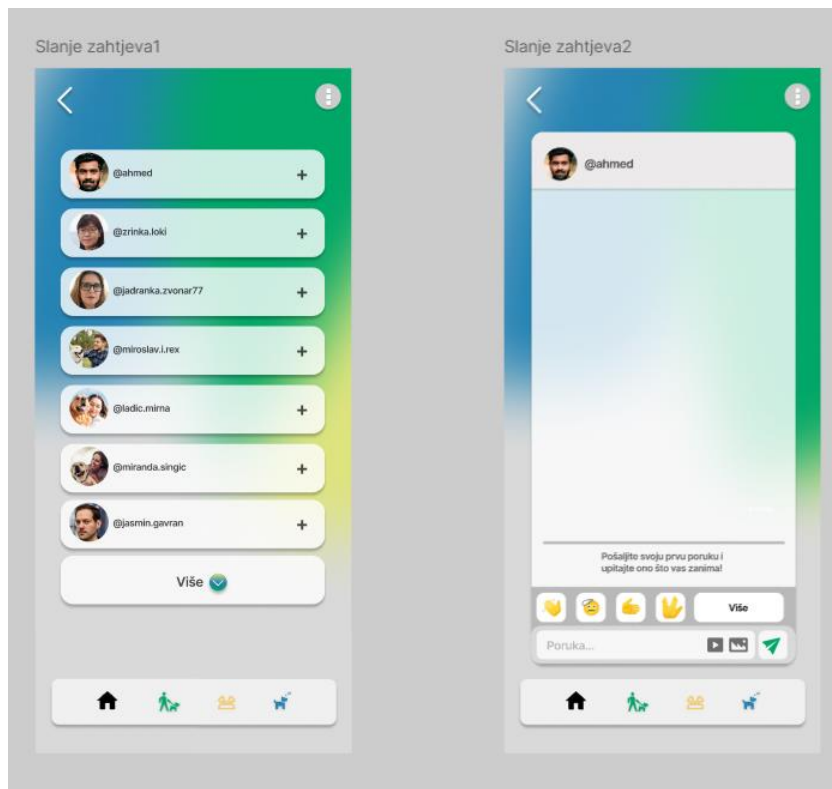 Slanje zahtjeva1
@ahmed
@zrinka.loki
@jadranka.zvonar77
@miroslav.i.rex
@ladic.mirna
@miranda.singic
@jasmin.gavran
Više
Slanje zahtjeva2
@ahmed
Pošaljite svoju prvu poruku i
upitajte ono što vas zanima!
Više
Poruka...